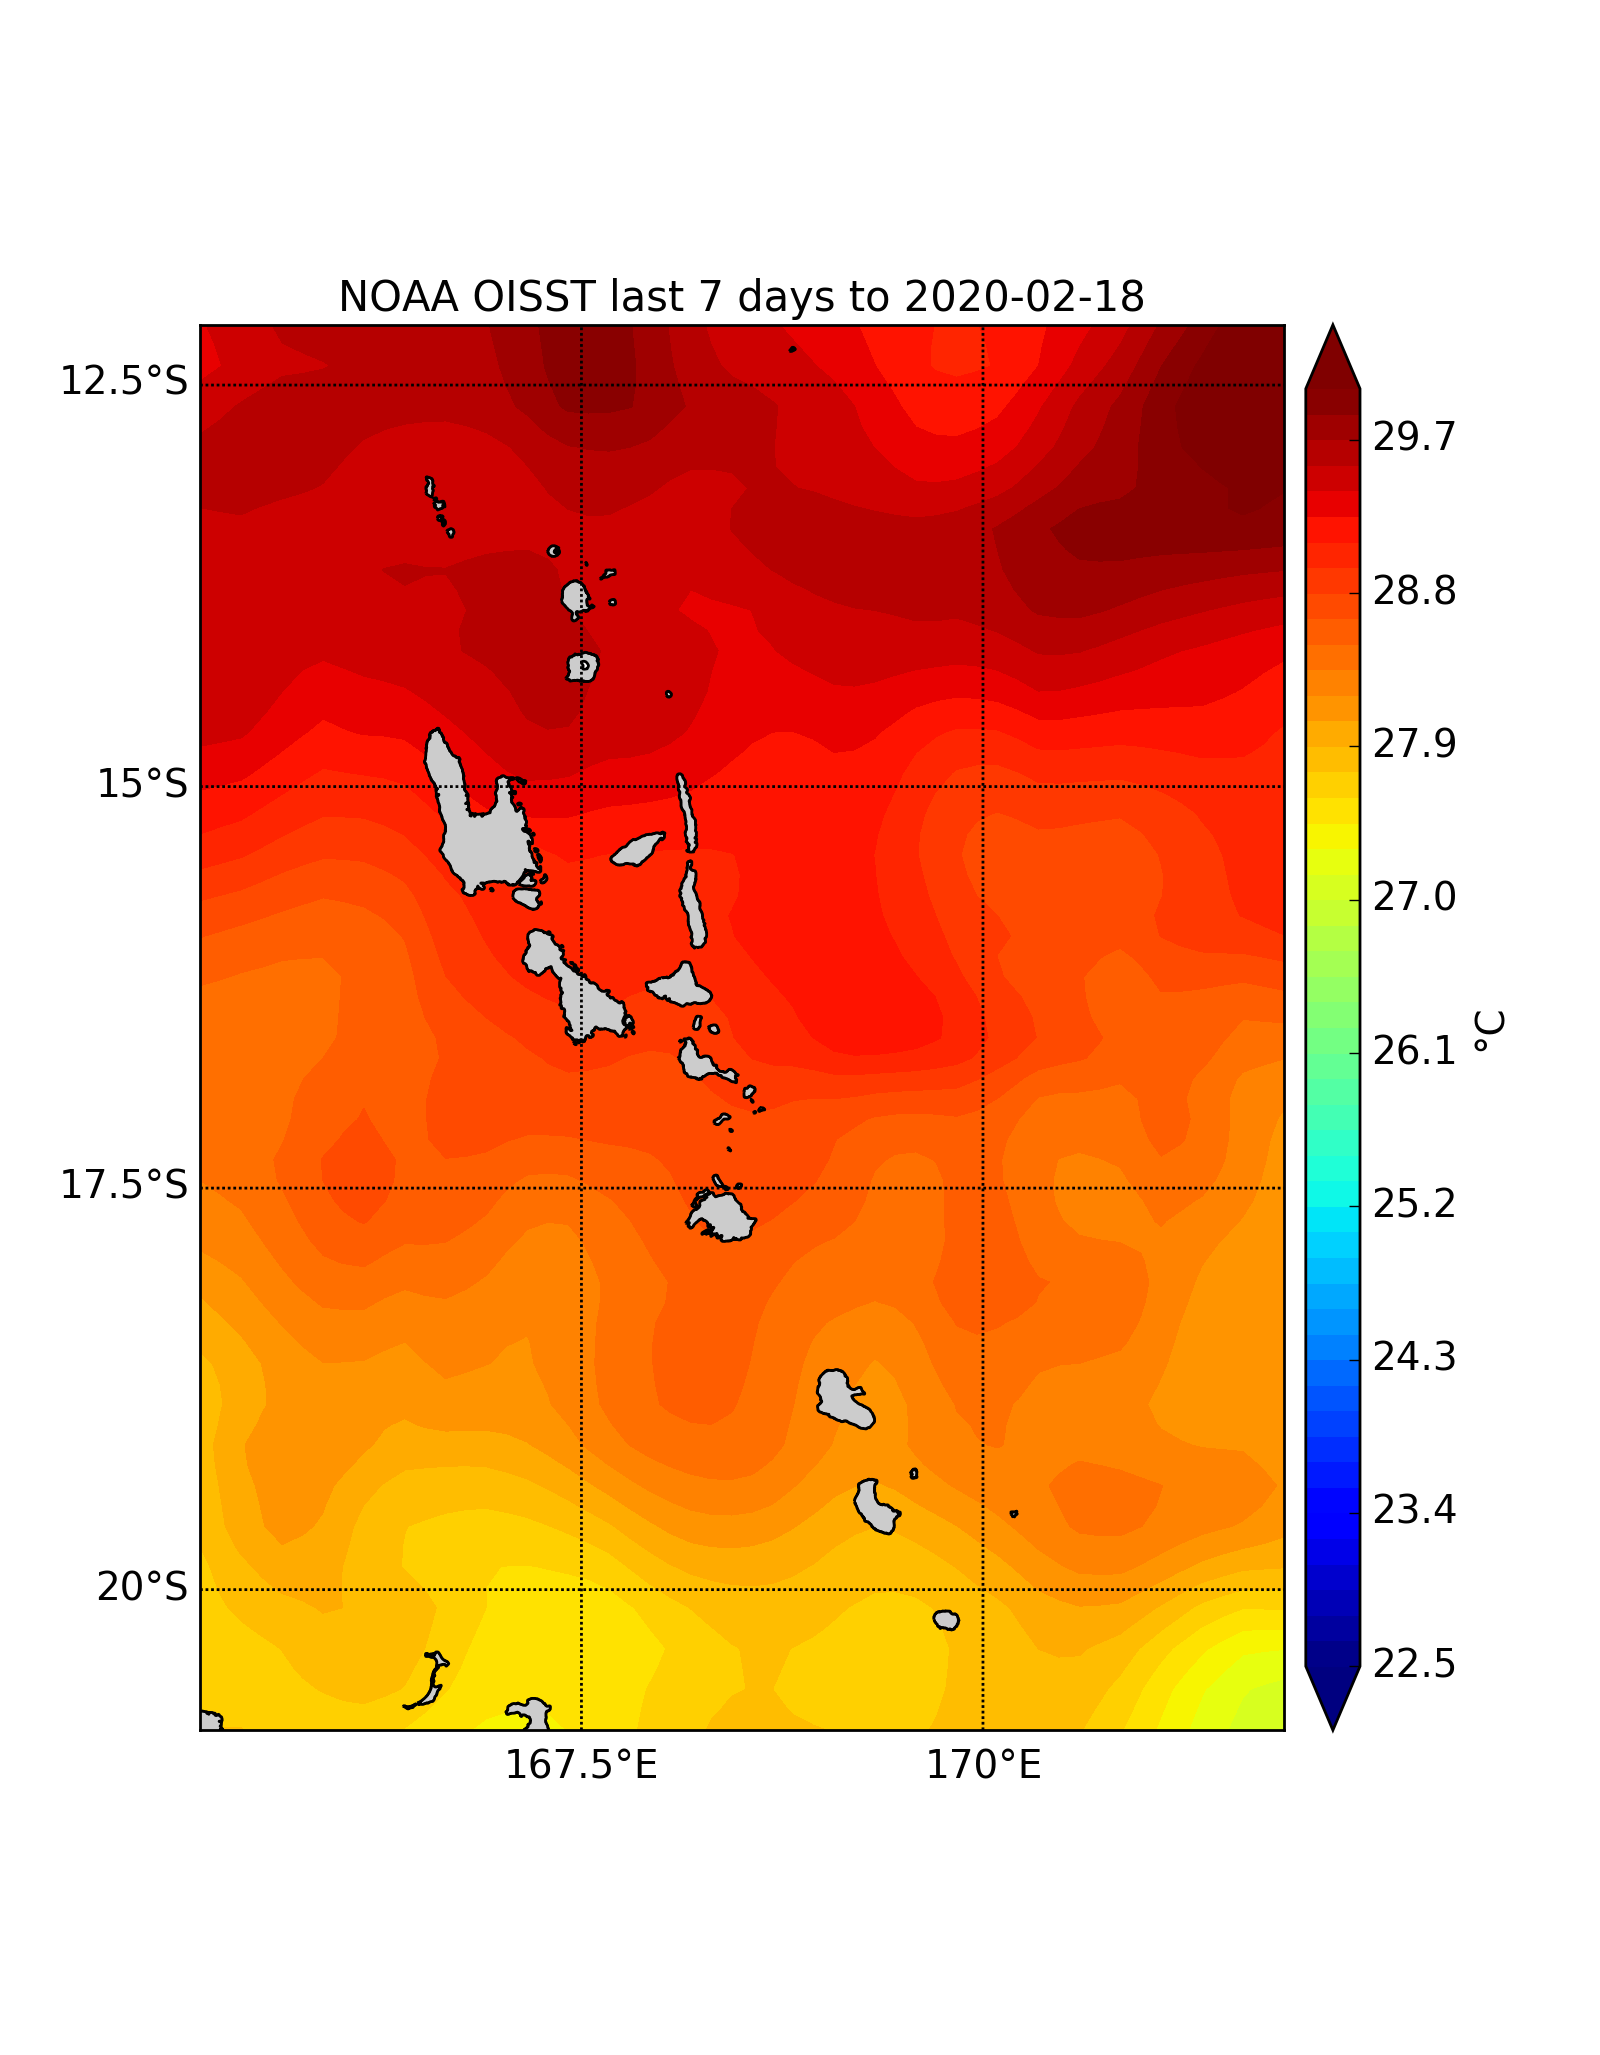 NOAA OISST last 7 days to 2020-02-18
12.5°S
15°S
17.5°S
20°S
167.5°E
170°E
29.7
28.8
27.9
27.0
26.1
25.2
24.3
23.4
22.5
°C